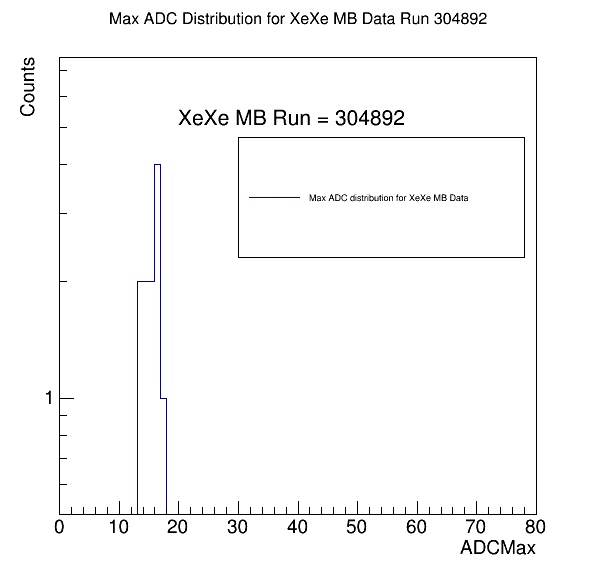 Max ADC Distribution for XeXe MB Data Run 304892
Counts
XeXe MB Run = 304892
Max ADC distribution for XeXe MB Data
1
0 10 20 30 40 50 60 70 80
ADCMax